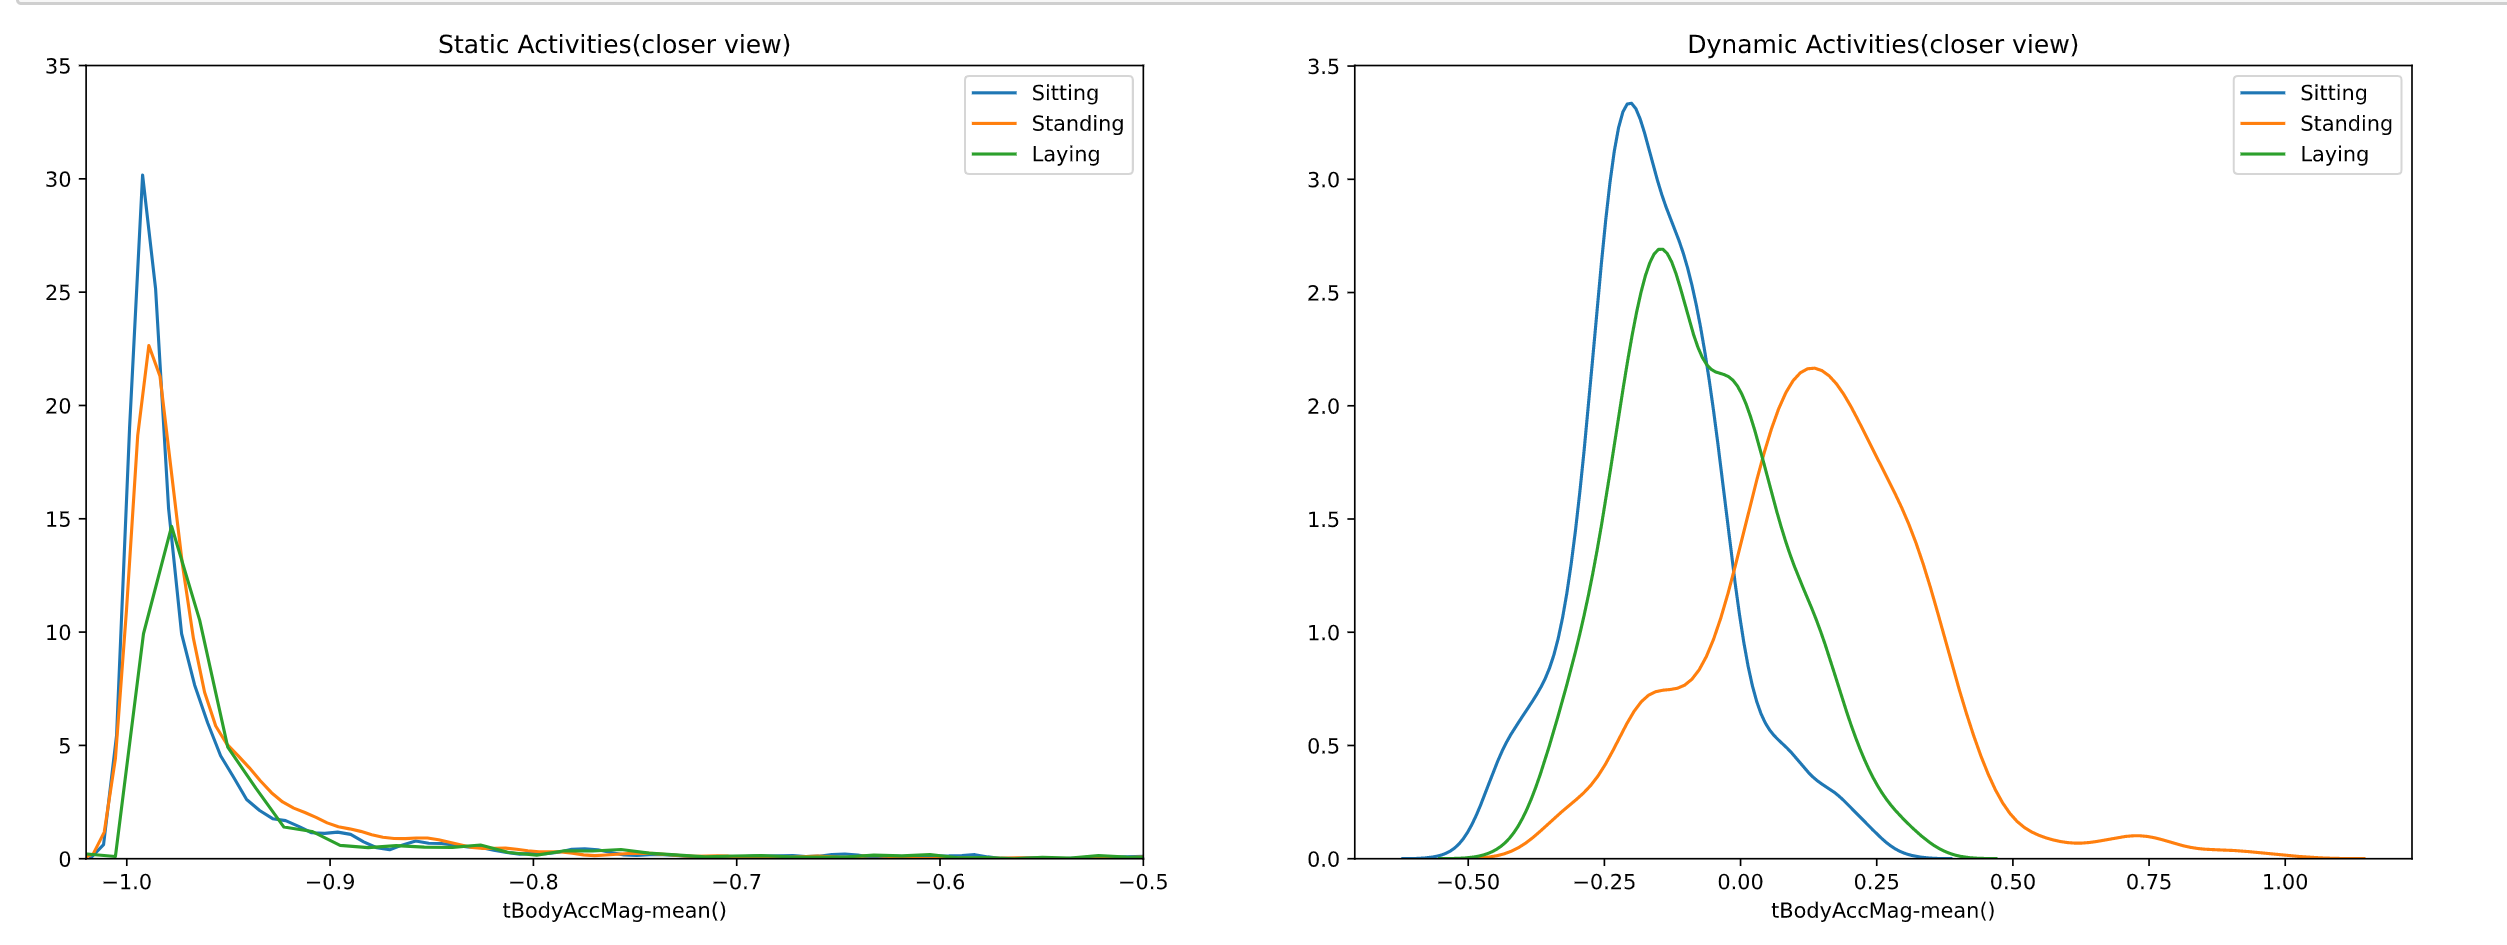 Static Activities(closer view)
35
30
25
20
15
10
5
0
Sitting
Standing
Laying
−1.0 −0.9 −0.8 −0.7 −0.6 −0.5
tBodyAccMag-mean()
Dynamic Activities(closer view)
3.5
3.0
2.5
2.0
1.5
1.0
0.5
0.0
Sitting
Standing
Laying
−0.50 −0.25 0.00 0.25 0.50 0.75 1.00
tBodyAccMag-mean()